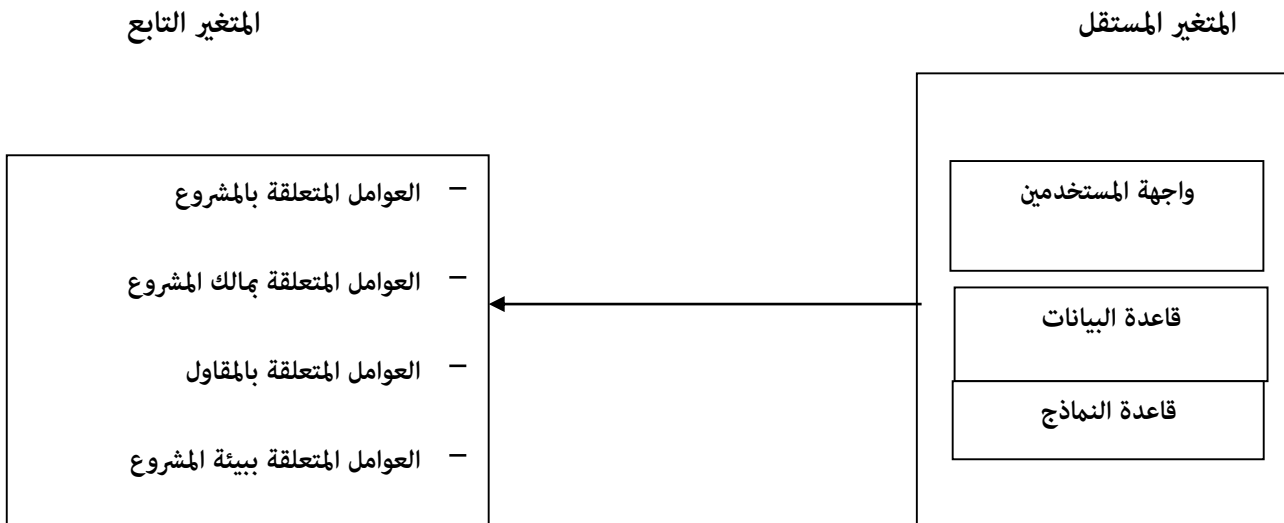 المتغير المستقل
المتغير التابع
واجهة المستخدمين
قاعدة البيانات
قاعدة النماذج
– العوامل المتعلقة بالمشروع
– العوامل المتعلقة بمالك المشروع
– العوامل المتعلقة بالمقاول
– العوامل المتعلقة ببيئة المشروع